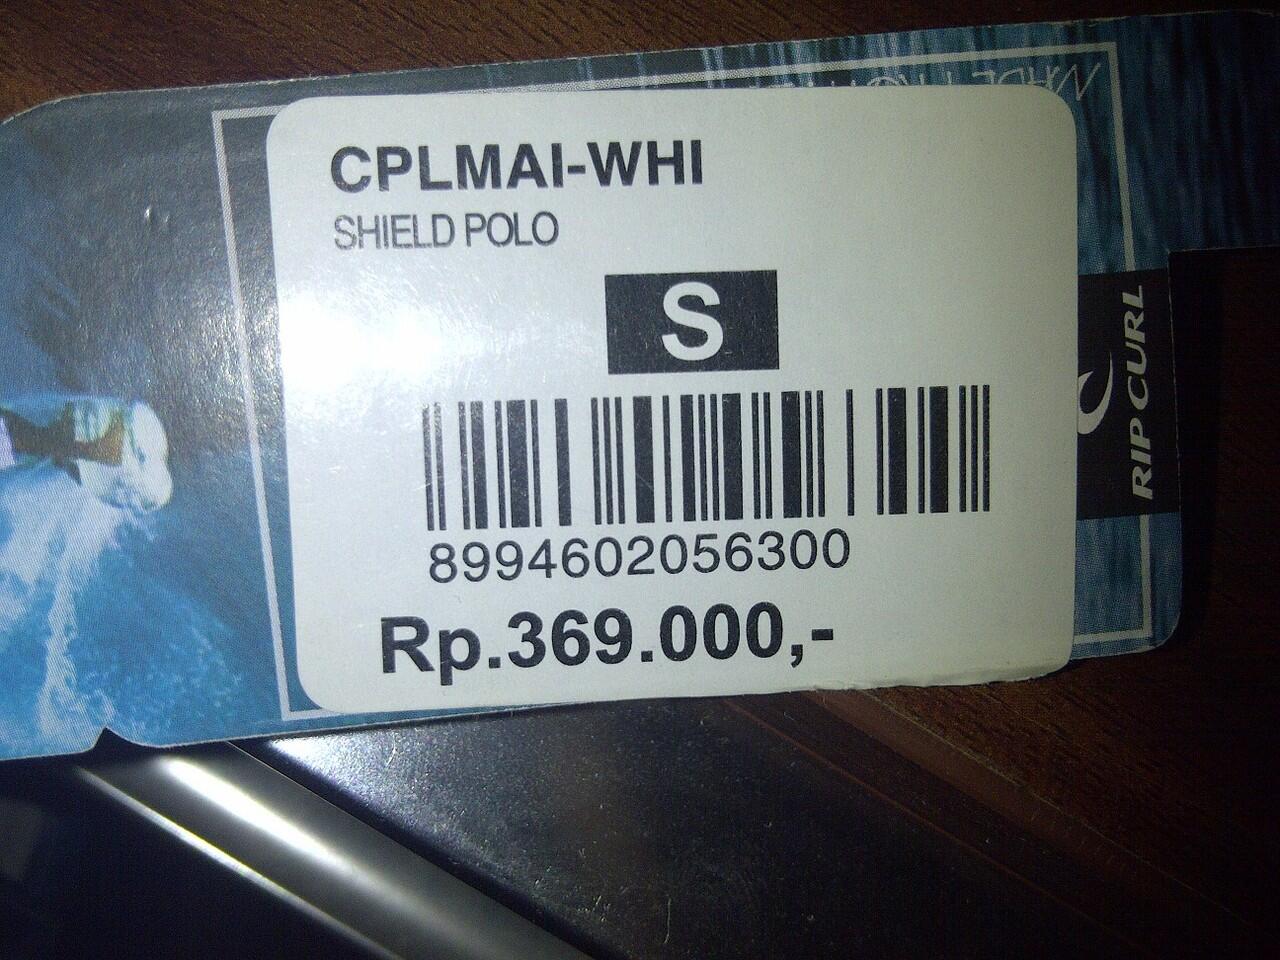 CPLMAI-WHI
SHIELD POLO
S
8994602056300
Rp.369.000,-
RIP CURL